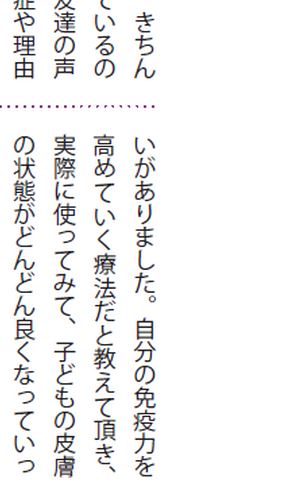 きちん
ているの
友達の声
症や理由
いがありました。自分の免疫力を
高めていく療法だと教えて頂き、
実際に使ってみて、子どもの皮膚
の状態がどんどん良くなっていっ